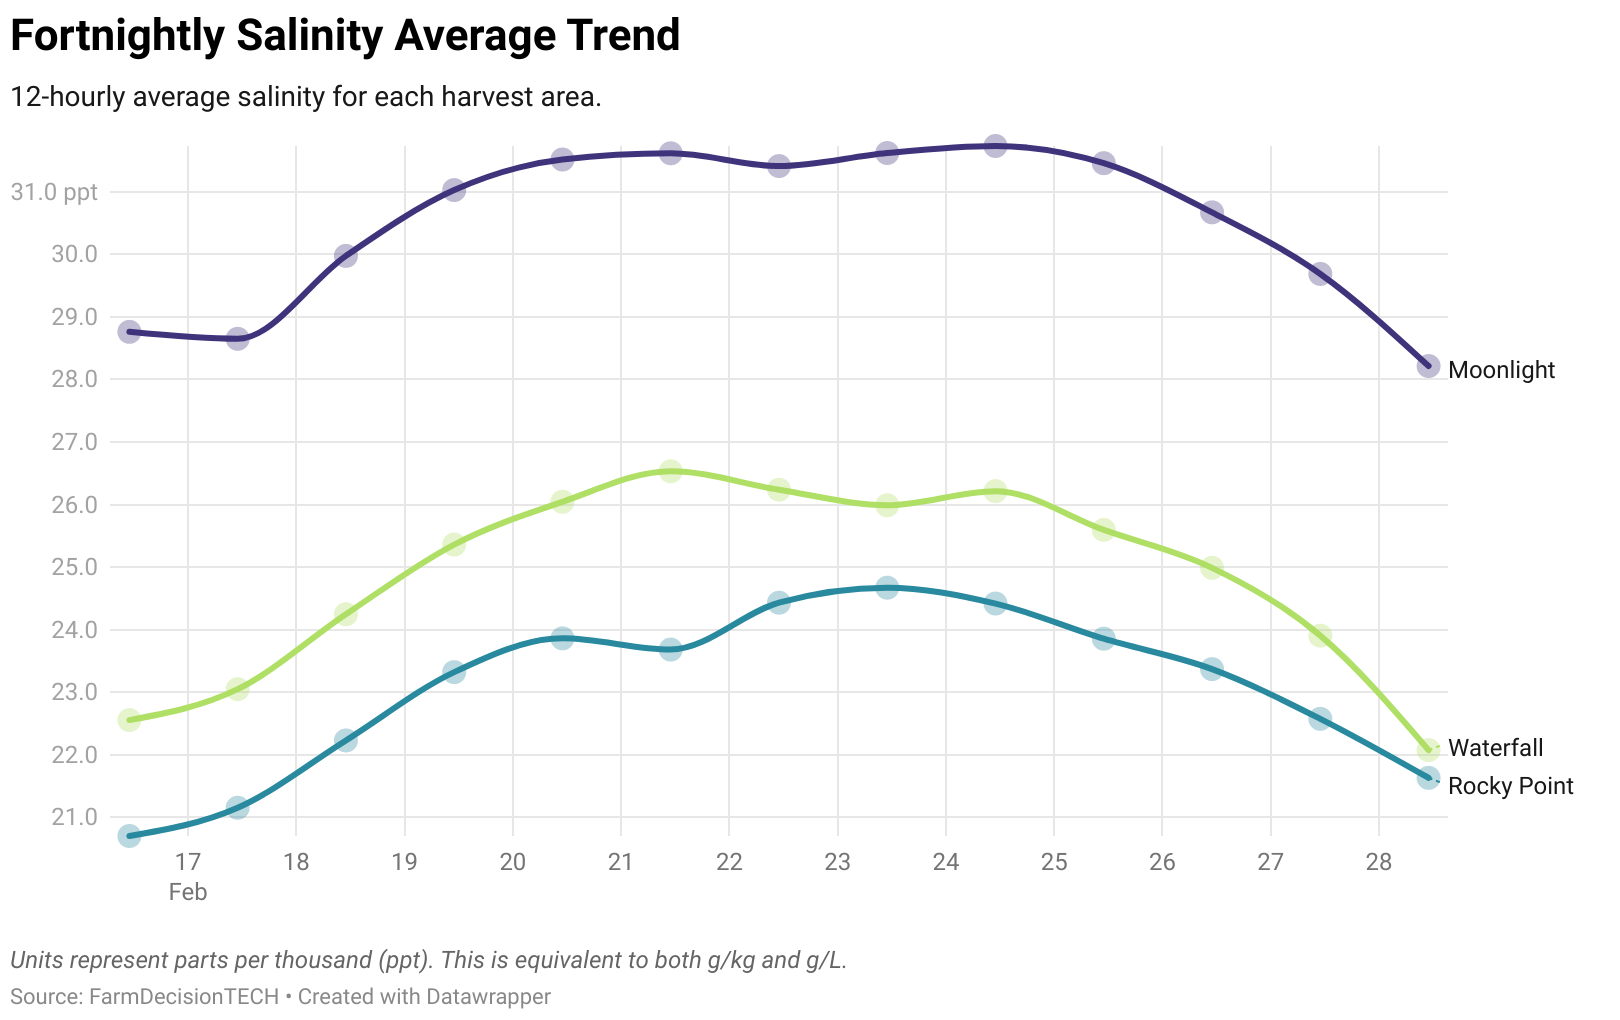 Fortnightly Salinity Average Trend
12-hourly average salinity for each harvest area.
31.0 ppt
30.0
29.0
28.0
27.0
26.0
25.0
24.0
23.0
22.0
21.0
Moonlight
Waterfall
Rocky Point
17 18 19 20 21 22 23 24 25 26 27 28
Feb
Units represent parts per thousand (ppt). This is equivalent to both g/kg and g/L.
Source: FarmDecisionTECH • Created with Datawrapper